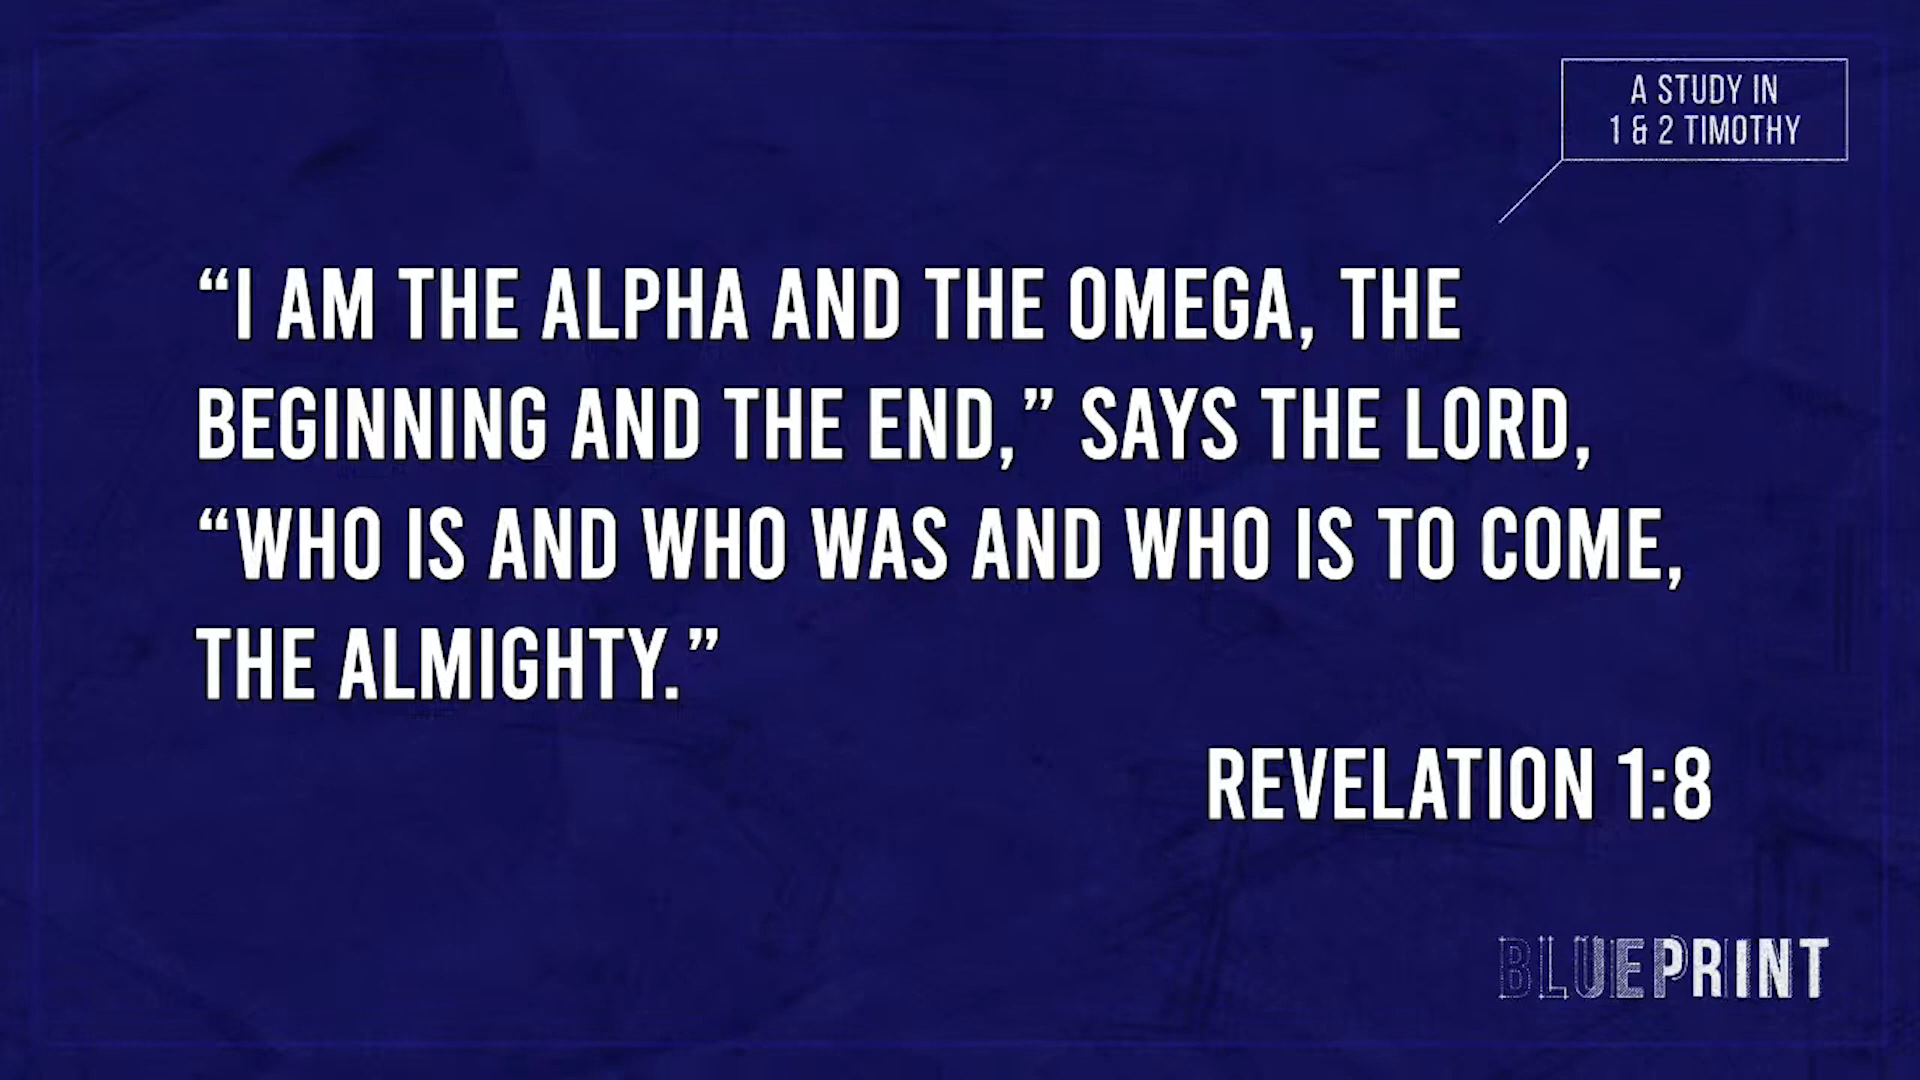 A STUDY IN
1 & 2 TIMOTHY
“I AM THE ALPHA AND THE OMEGA, THE
BEGINNING AND THE END,” SAYS THE LORD,
“WHO IS AND WHO WAS AND WHO IS TO COME,
THE ALMIGHTY.”
REVELATION 1:8
BLUEPRINT